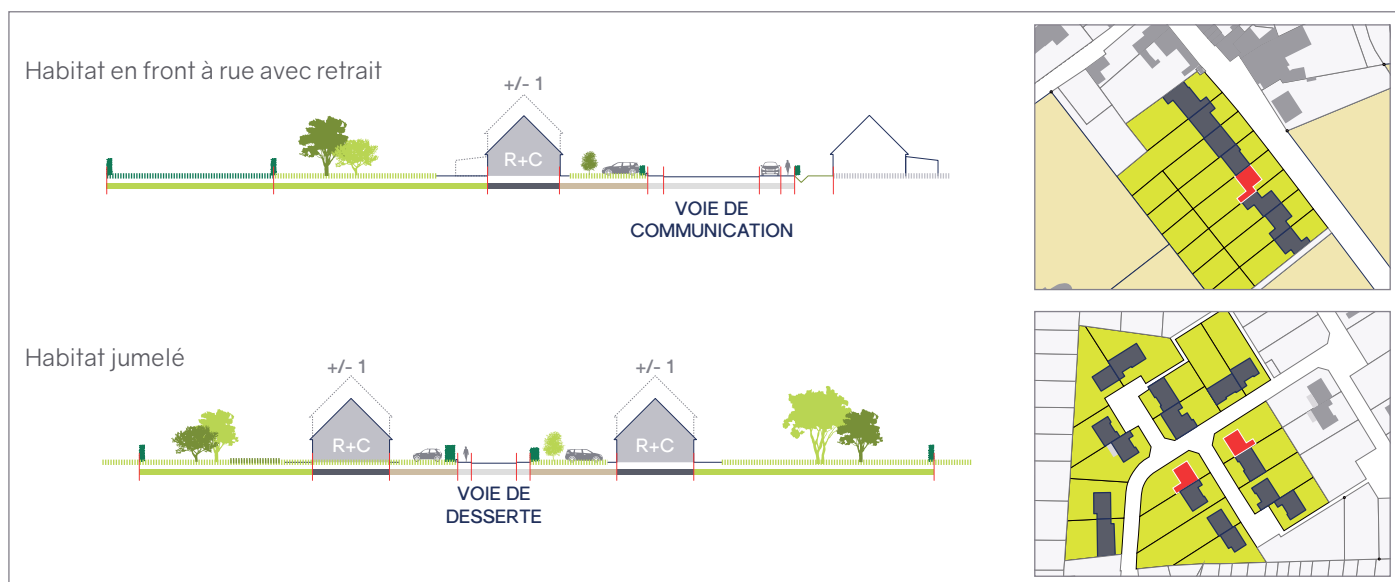 Habitat en front à rue avec retrait
+/- 1
R+C
VOIE DE
COMMUNICATION
Habitat jumelé
+/- 1
+/- 1
R+C
R+C
VOIE DE
DESSERTE